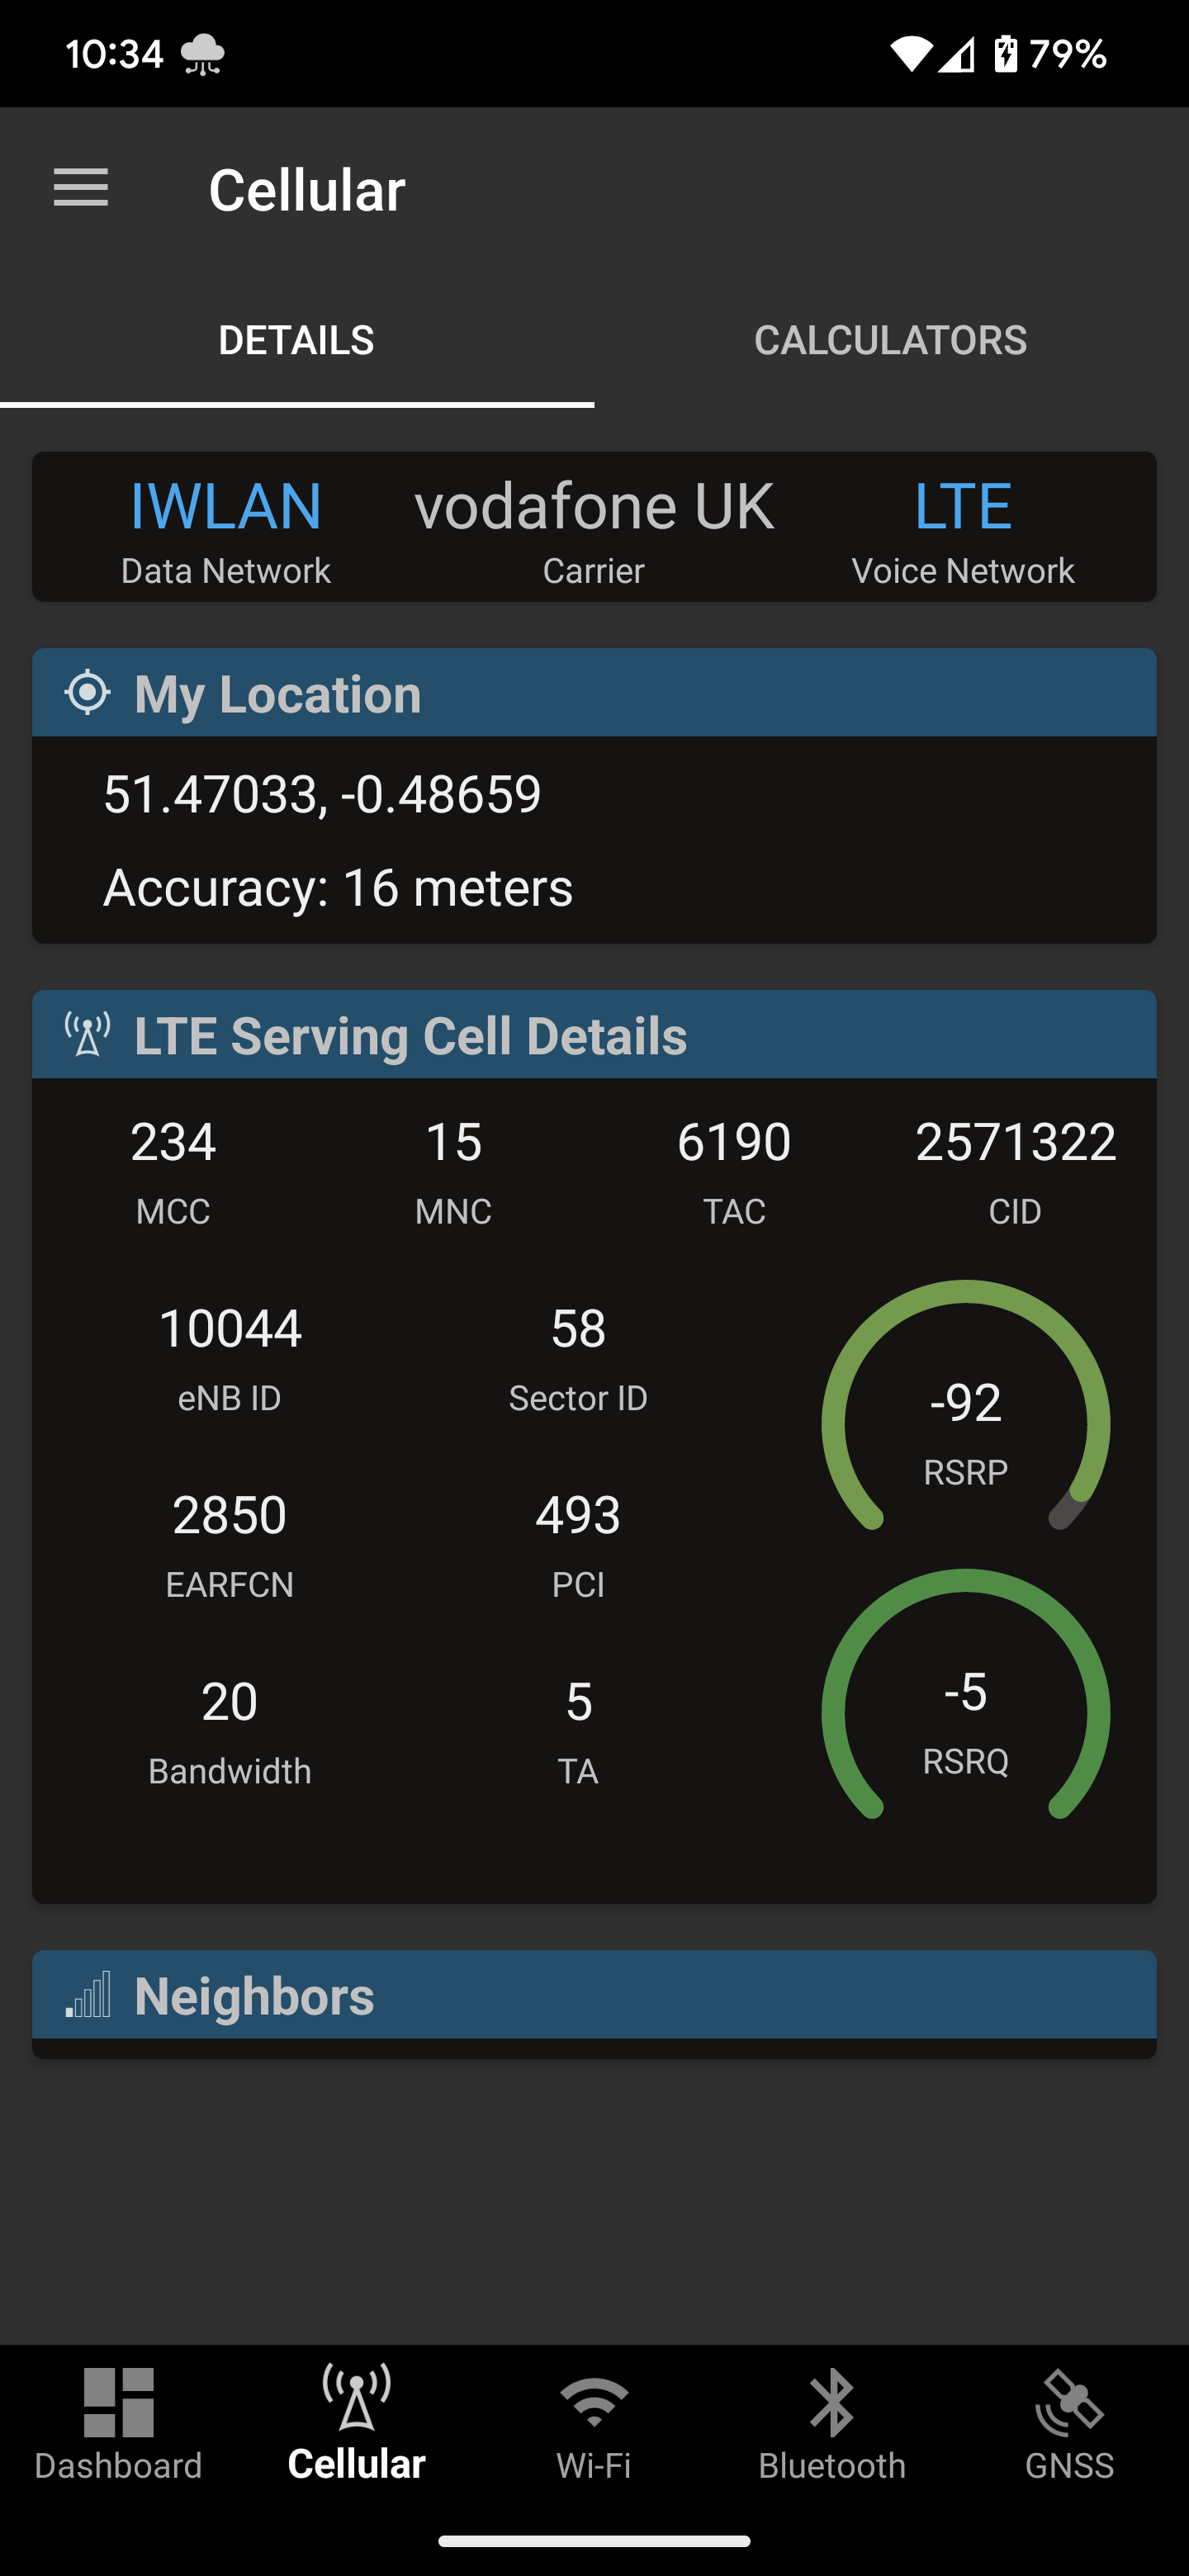 10:34 79%
Cellular
DETAILS CALCULATORS
IWLAN vodafone UK LTE
Data Network Carrier Voice Network
My Location
51.47033, -0.48659
Accuracy: 16 meters
LTE Serving Cell Details
234 15 6190 2571322
MCC MNC TAC CID
10044 58
eNB ID Sector ID
-92
RSRP
2850 493
EARFCN PCI
20 5
Bandwidth TA
-5
RSRQ
Neighbors
Dashboard Cellular Wi-Fi Bluetooth GNSS